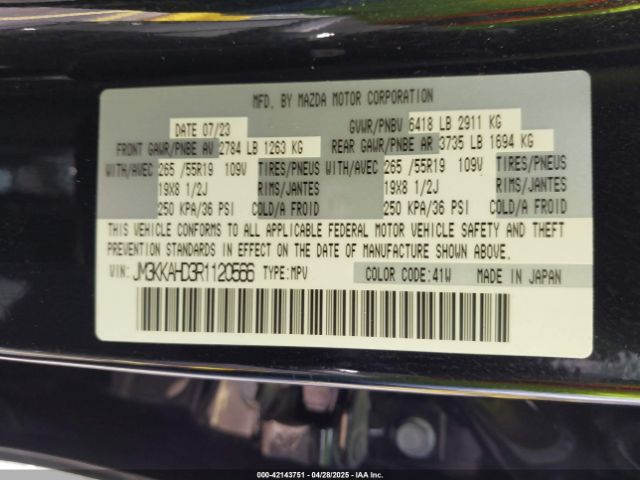 MFD. BY MAZDA MOTOR CORPORATION
DATE 07/23 GVWR/PNBV 6418 LB 2911 KG
FRONT GAWR/PNBE AV 2784 LB 1263 KG REAR GAWR/PNBE AR 3735 LB 1694 KG
WITH/AVEC 265 /55R19 109V TIRES/PNEUS WITH/AVEC 265 /55R19 109V TIRES/PNEUS
19X8 1/2J RIMS/JANTES 19X8 1/2J RIMS/JANTES
250 KPA/36 PSI COLD/A FROID 250 KPA/36 PSI COLD/A FROID
THIS VEHICLE CONFORMS TO ALL APPLICABLE FEDERAL MOTOR VEHICLE SAFETY AND THEFT
PREVENTION STANDARDS IN EFFECT ON THE DATE OF MANUFACTURE SHOWN ABOVE.
VIN: JM3KKAHD3R1120566 TYPE:MPV COLOR CODE:41W MADE IN JAPAN
000-42143751 - 04/28/2025 - IAA Inc.